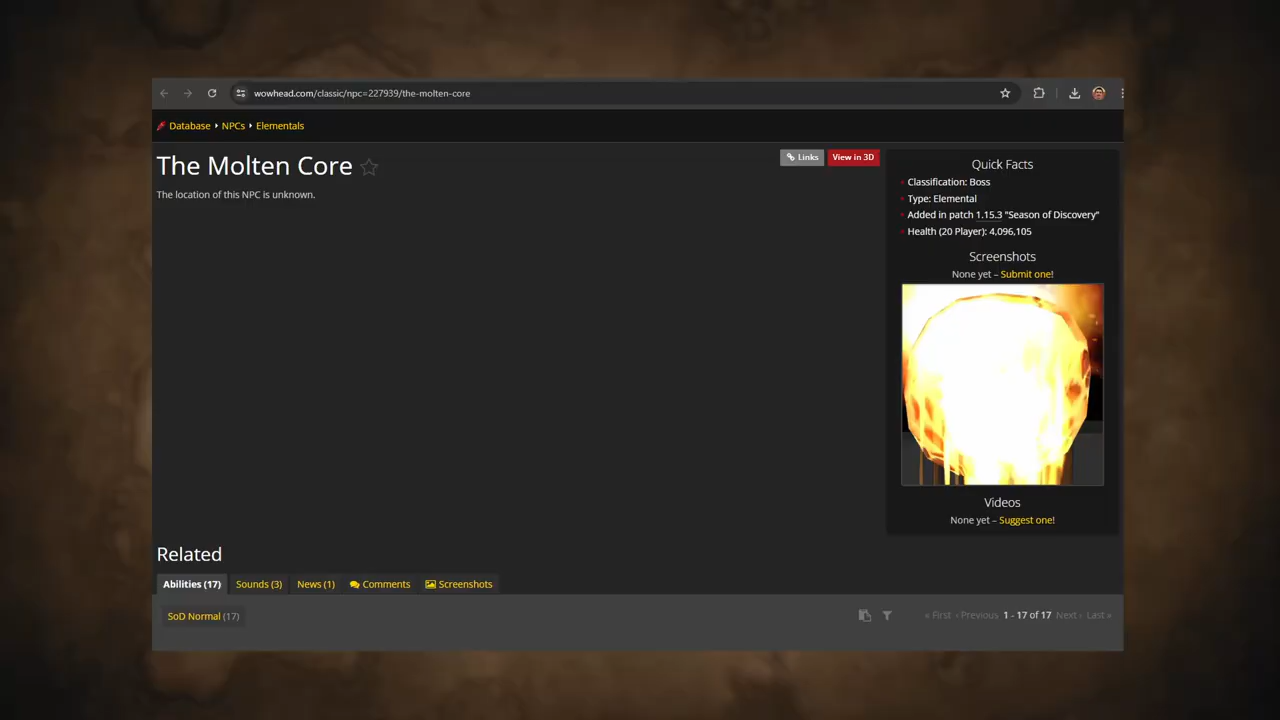 wowhead.com/classic/npc=227939/the-molten-core
Database NPCs Elementals
The Molten Core
The location of this NPC is unknown.
Links View in 3D
Quick Facts
Classification: Boss
Type: Elemental
Added in patch 1.15.3 "Season of Discovery"
Health (20 Player): 4,096,105
Screenshots
None yet – Submit one!
Videos
None yet – Suggest one!
Related
Abilities (17) Sounds (3) News (1) Comments Screenshots
SoD Normal (17)
« First ‹ Previous 1 - 17 of 17 Next › Last »